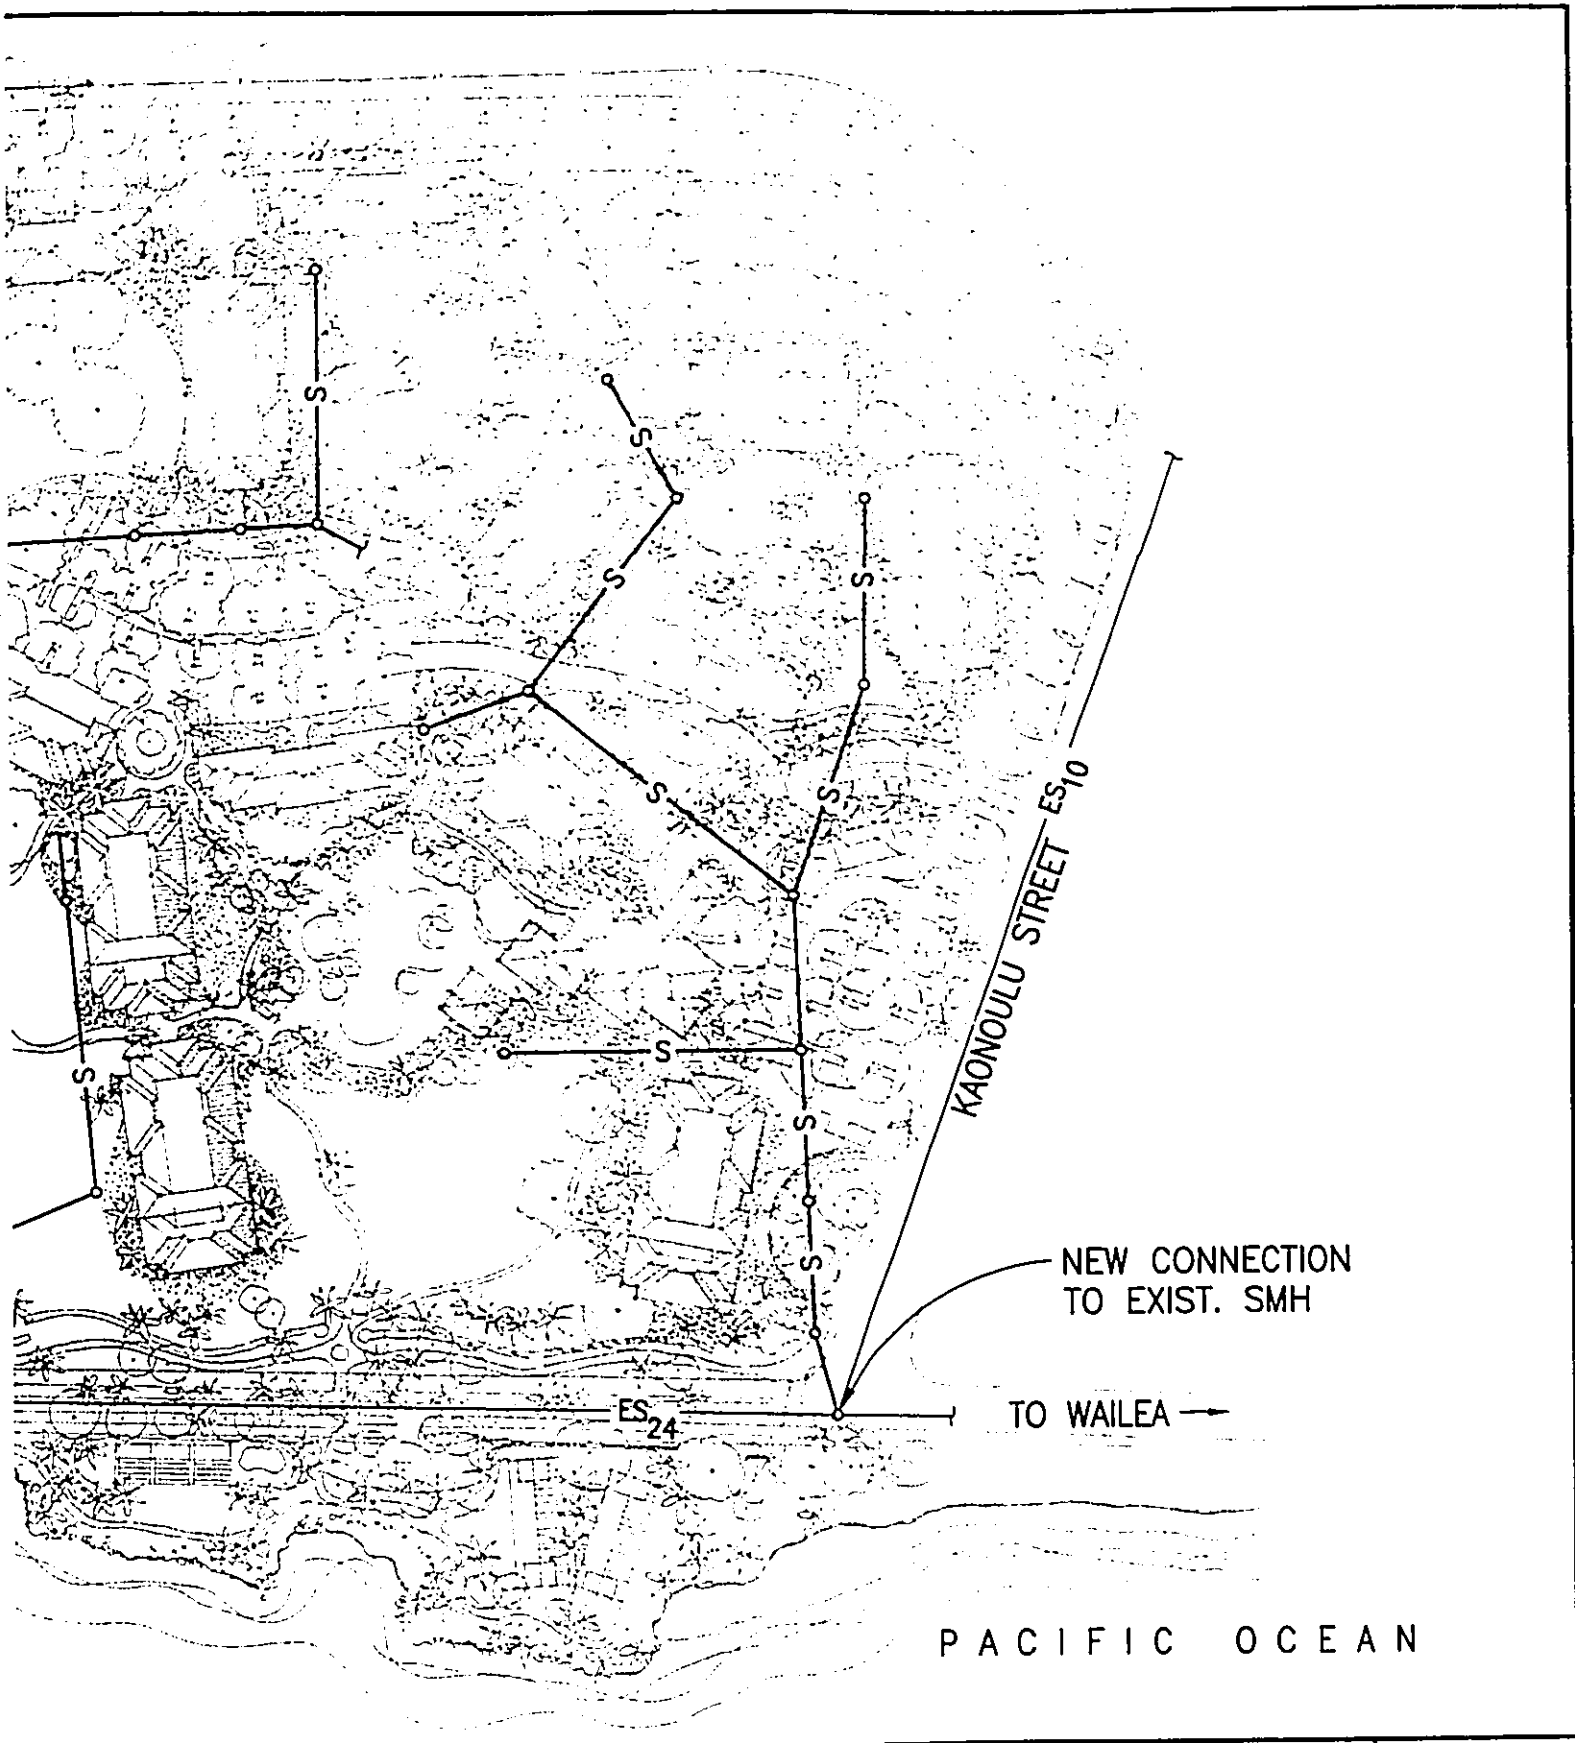 S
S
S
S
KAONOULU STREET ES10
S
S
S
S
S
NEW CONNECTION
TO EXIST. SMH
S
ES24
TO WAILEA
PACIFIC OCEAN